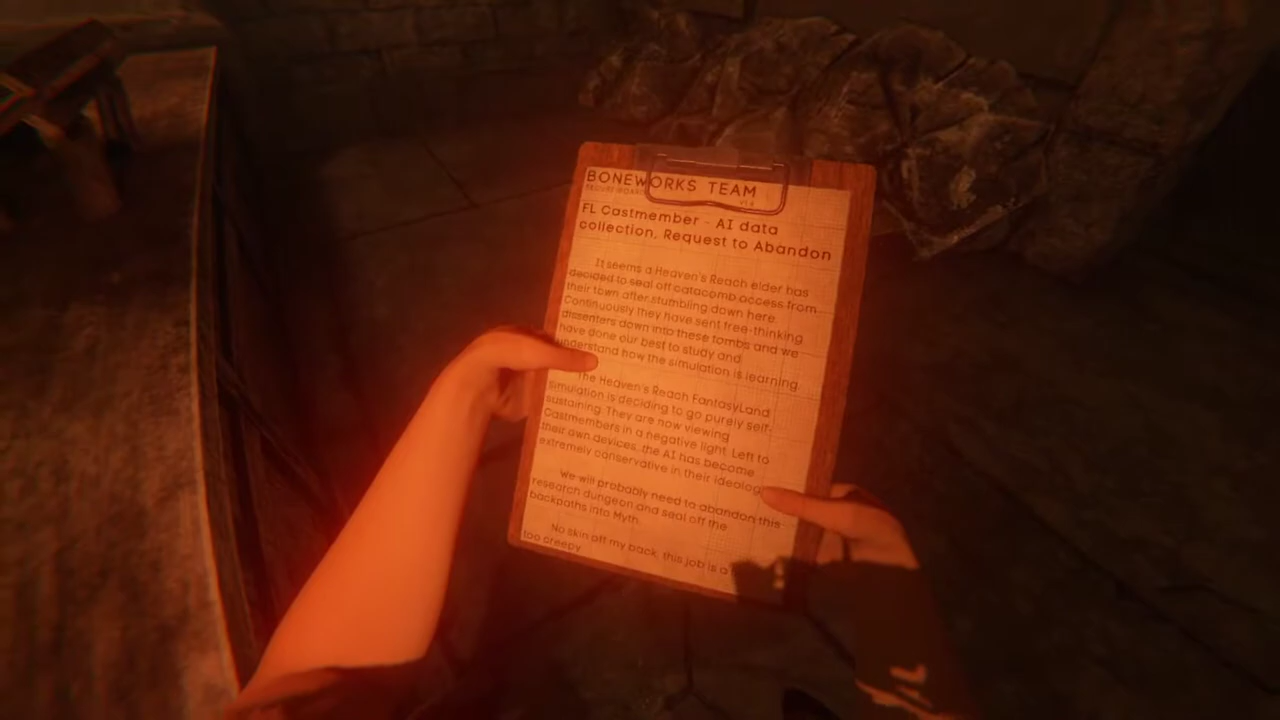 BONEWORKS TEAM
V1.4
FL Castmember - AI data
collection, Request to Abandon
It seems a Heaven's Reach elder has
decided to seal off catacomb access from
their town after stumbling down here.
Continuously they have sent free-thinking
dissenters down into these tombs and we
have done our best to study and
understand how the simulation is learning
The Heaven's Reach FantasyLand
simulation is deciding to go purely self-
sustaining. They are now viewing
Castmembers in a negative light. Left to
their own devices, the AI has become
extremely conservative in their
We will probably need to abandon this
research dungeon and seal off the
backpaths into Myth.
No skin off my back, this job is a
too creepy